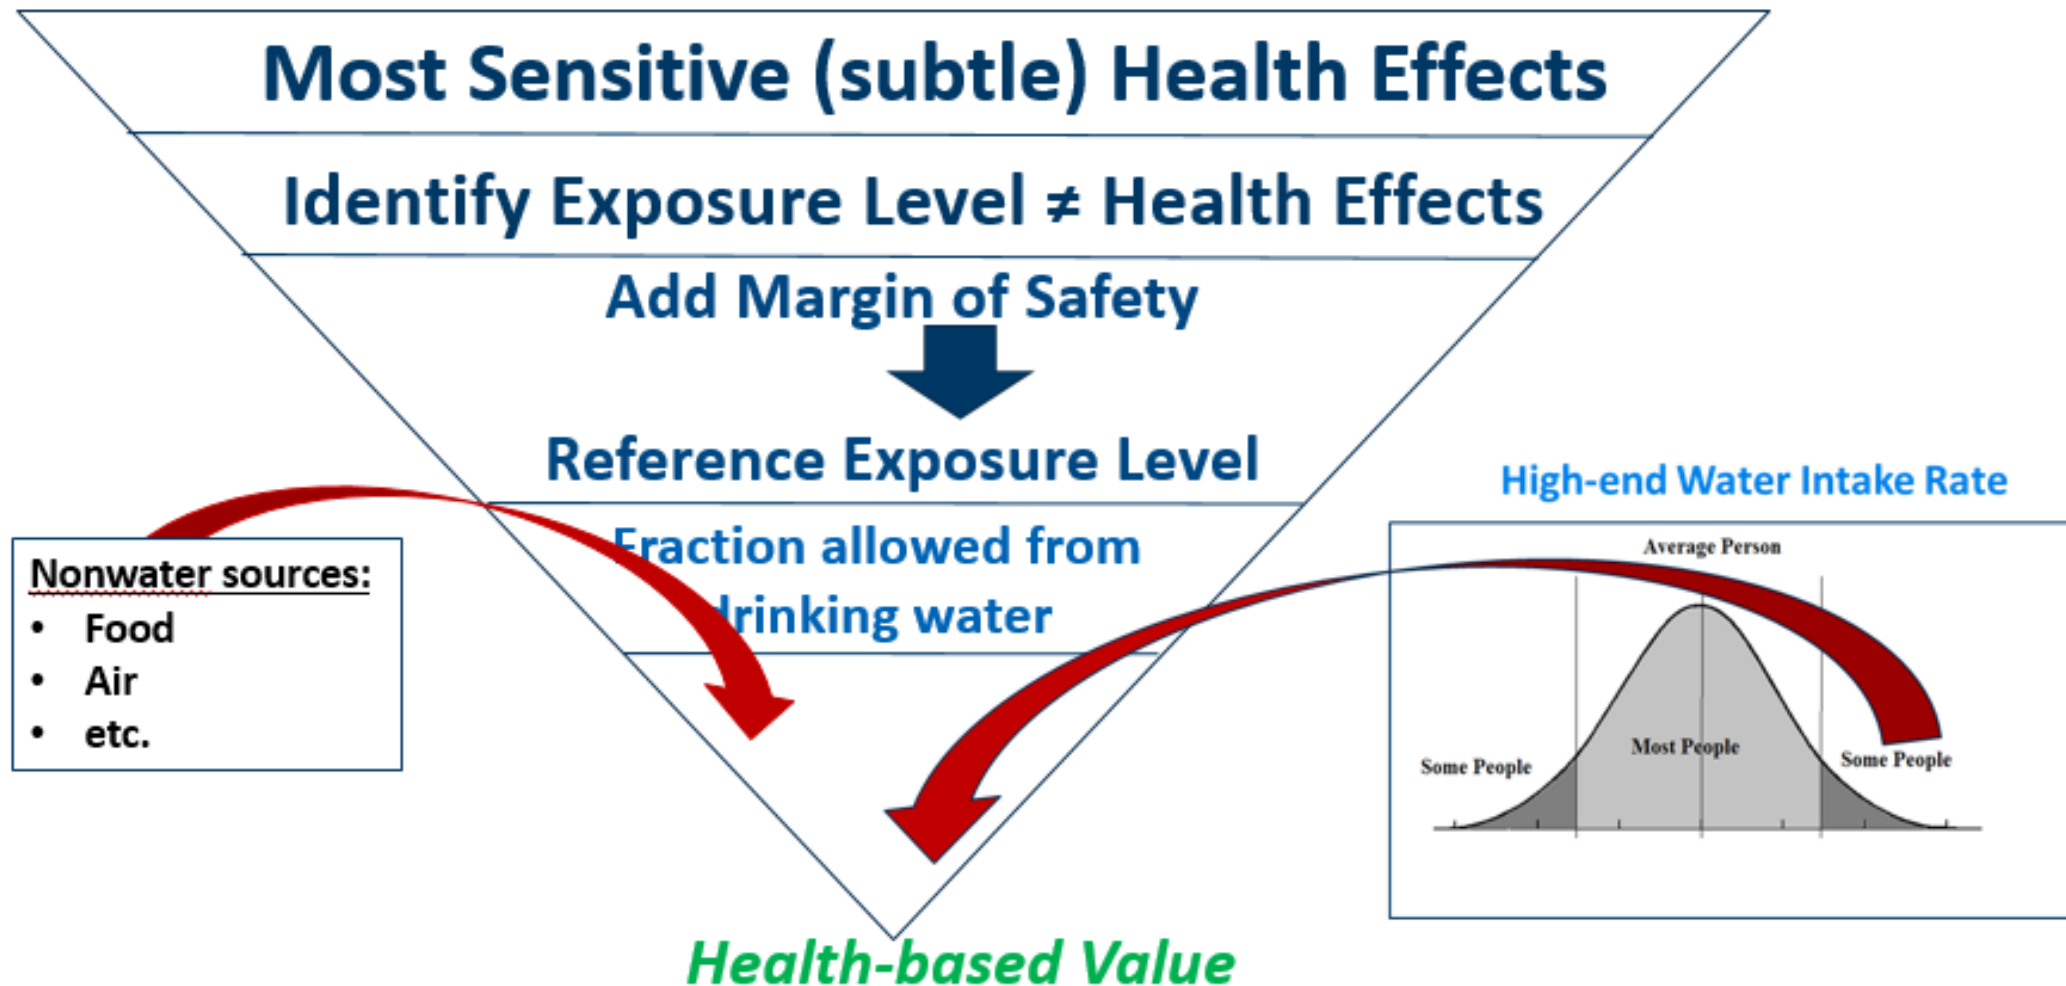 Most Sensitive (subtle) Health Effects
Identify Exposure Level ≠ Health Effects
Add Margin of Safety
Reference Exposure Level
Fraction allowed from
drinking water
Nonwater sources:
• Food
• Air
• etc.
High-end Water Intake Rate
Average Person
Some People
Most People
Some People
Health-based Value